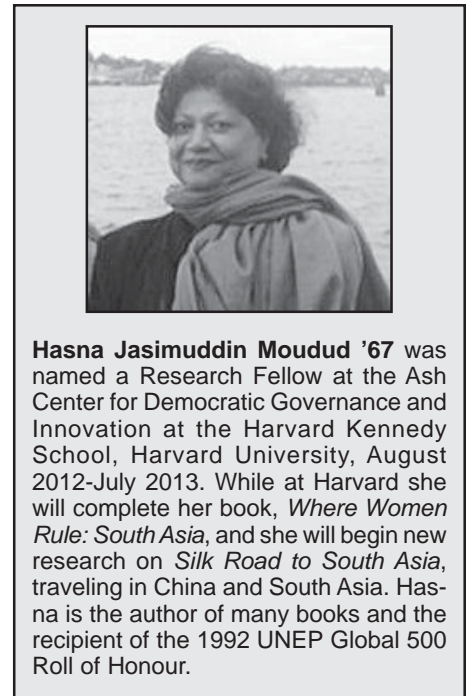 Hasna Jasimuddin Moudud ’67 was
named a Research Fellow at the Ash
Center for Democratic Governance and
Innovation at the Harvard Kennedy
School, Harvard University, August
2012-July 2013. While at Harvard she
will complete her book, Where Women
Rule: South Asia, and she will begin new
research on Silk Road to South Asia,
traveling in China and South Asia. Has-
na is the author of many books and the
recipient of the 1992 UNEP Global 500
Roll of Honour.